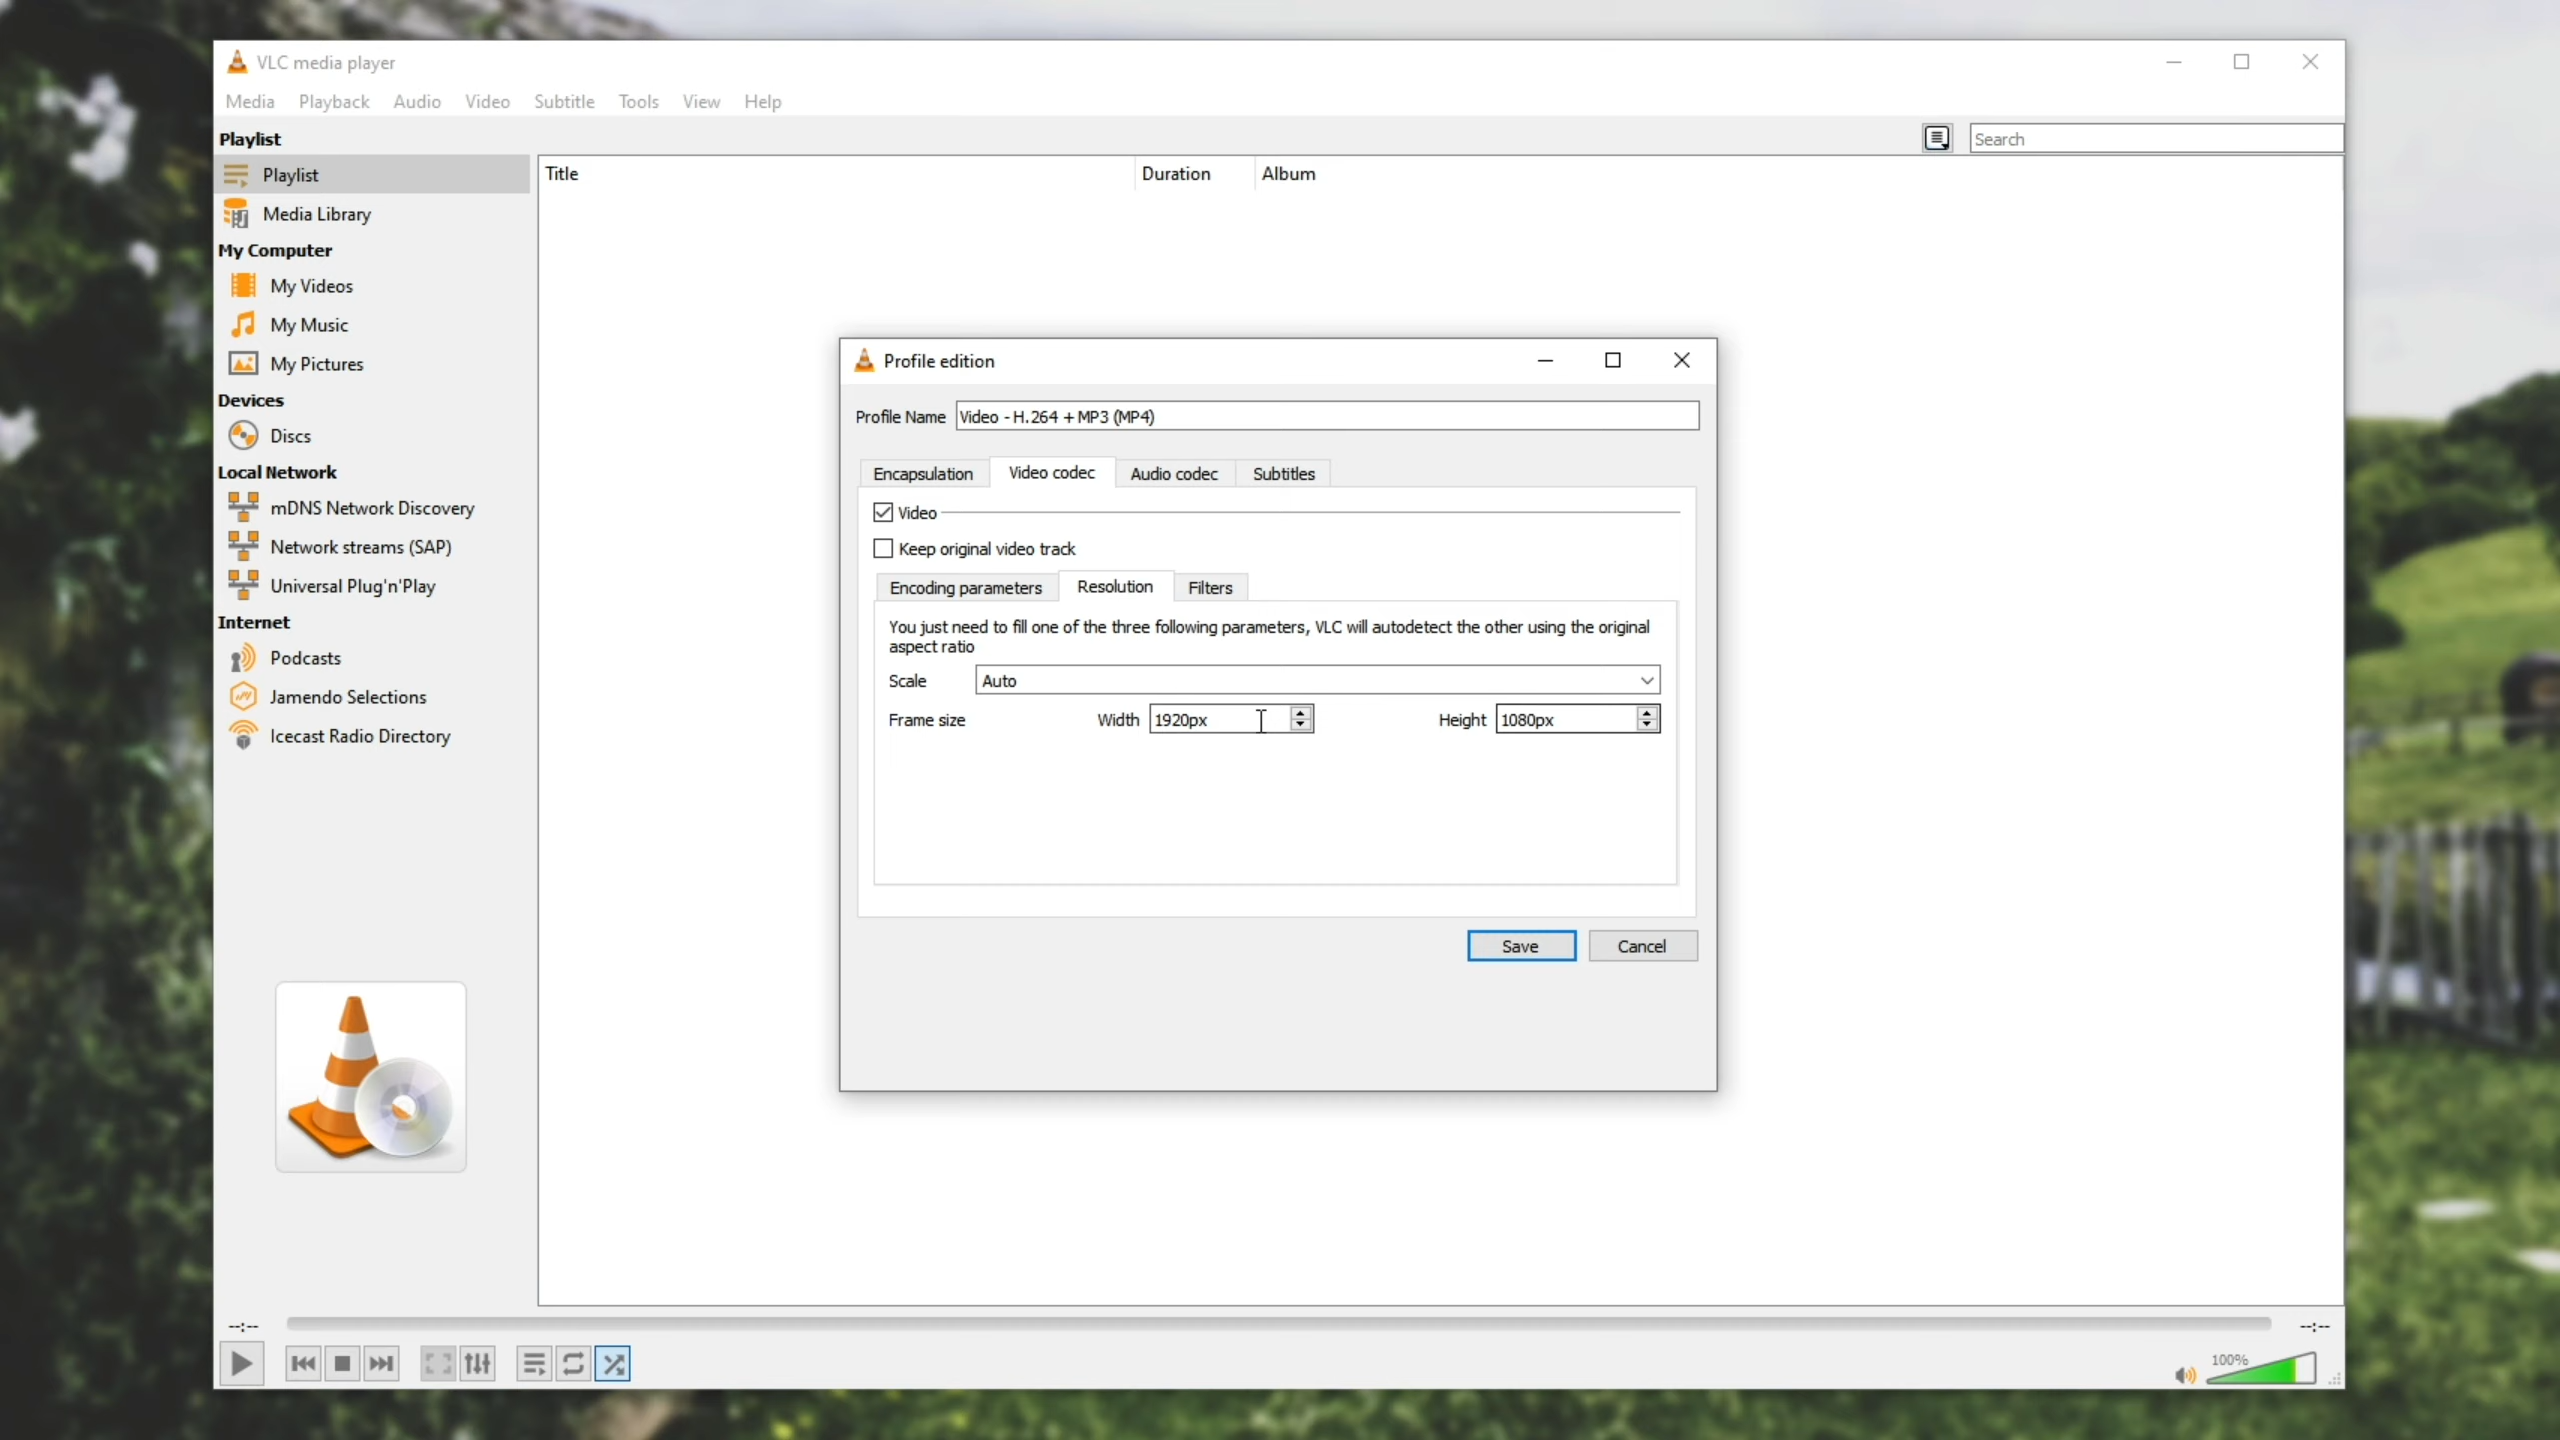 VLC media player
Media Playback Audio Video Subtitle Tools View Help
Playlist
Search
Playlist
Title Duration Album
Media Library
My Computer
My Videos
My Music
My Pictures
Devices
Discs
Local Network
mDNS Network Discovery
Network streams (SAP)
Universal Plug'n'Play
Internet
Podcasts
Jamendo Selections
Icecast Radio Directory
Profile edition
Profile Name Video - H.264 + MP3 (MP4)
Encapsulation Video codec Audio codec Subtitles
Video
Keep original video track
Encoding parameters Resolution Filters
You just need to fill one of the three following parameters, VLC will autodetect the other using the original
aspect ratio
Scale Auto
Frame size Width 1920px Height 1080px
Save Cancel
--:-- --:--
100%